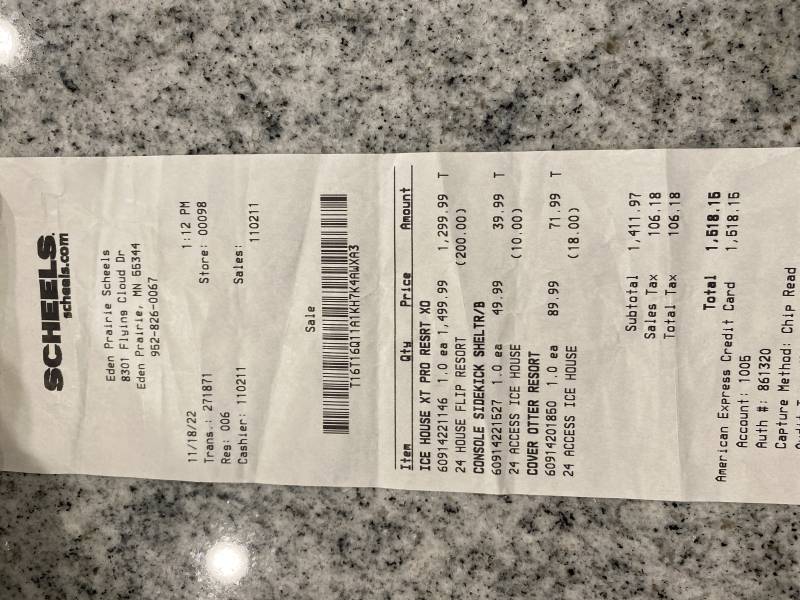 SCHEELS
scheels.com
Eden Prairie Scheels
8301 Flying Cloud Dr
Eden Prairie, MN 55344
952-826-0067
11/18/22 1:12 PM
Trans.: 271871 Store: 00098
Reg: 006
Cashier: 110211 Sales: 110211
Sale
T16T16Q11A1KH7K4AWXA3
Item Qty Price Amount
ICE HOUSE XT PRO RESRT XO
60914221146 1.0 ea 1,499.99 1,299.99 T
24 HOUSE FLIP RESORT (200.00)
CONSOLE SIDEKICK SHELTR/B
60914221527 1.0 ea 49.99 39.99 T
24 ACCESS ICE HOUSE (10.00)
COVER OTTER RESORT
60914201850 1.0 ea 89.99 71.99 T
24 ACCESS ICE HOUSE (18.00)
Subtotal 1,411.97
Sales Tax 106.18
Total Tax 106.18
Total 1,518.15
American Express Credit Card 1,518.15
Account: 1005
Auth #: 861320
Capture Method: Chip Read